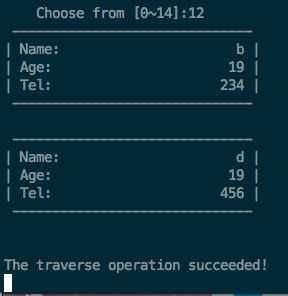 Choose from [0~14]:12
------------------------------
| Name:                      b |
| Age:                      19 |
| Tel:                     234 |
------------------------------
------------------------------
| Name:                      d |
| Age:                      19 |
| Tel:                     456 |
------------------------------
The traverse operation succeeded!